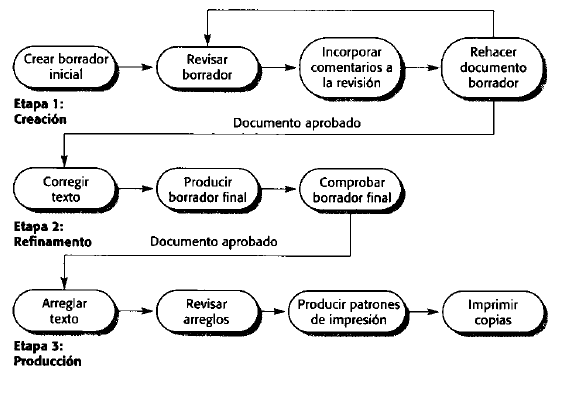 Crear borrador
inicial
Revisar
borrador
Incorporar
comentarios a
la revisión
Rehacer
documento
borrador
Etapa 1:
Creación
Documento aprobado
Corregir
texto
Producir
borrador final
Comprobar
borrador final
Etapa 2:
Refinamento
Documento aprobado
Arreglar
texto
Revisar
arreglos
Producir patrones
de impresión
Imprimir
copias
Etapa 3:
Producción